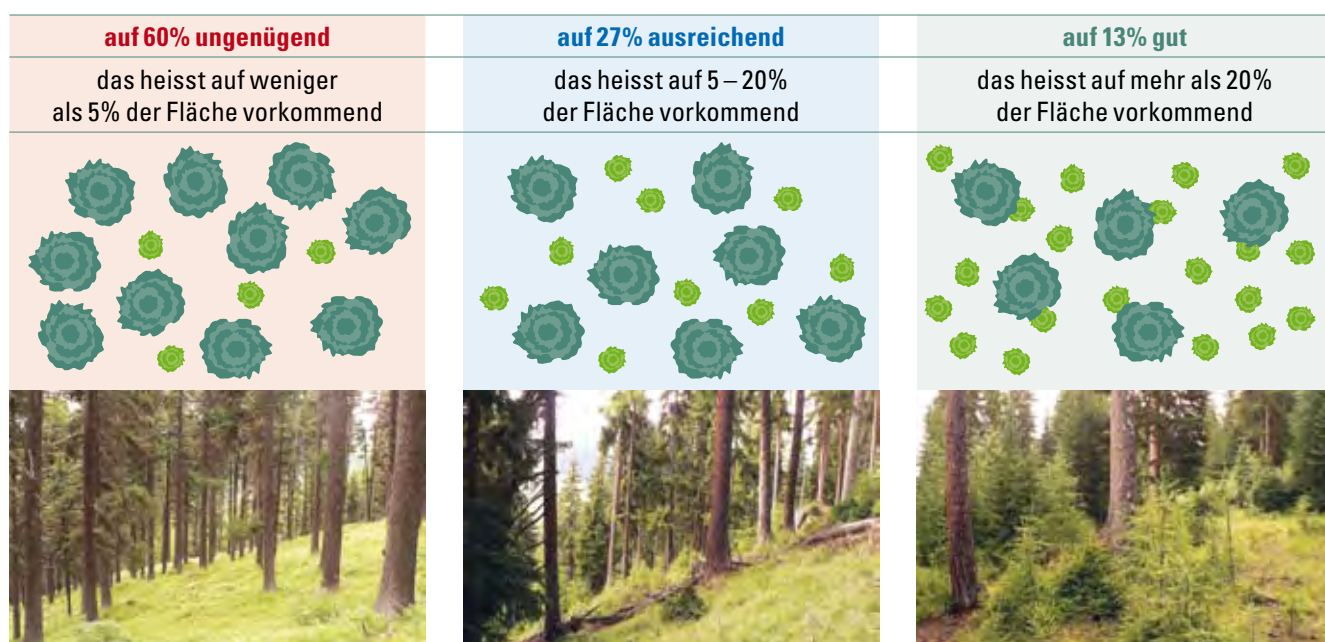 auf 60% ungenügend
das heisst auf weniger
als 5% der Fläche vorkommend
auf 27% ausreichend
das heisst auf 5 – 20%
der Fläche vorkommend
auf 13% gut
das heisst auf mehr als 20%
der Fläche vorkommend